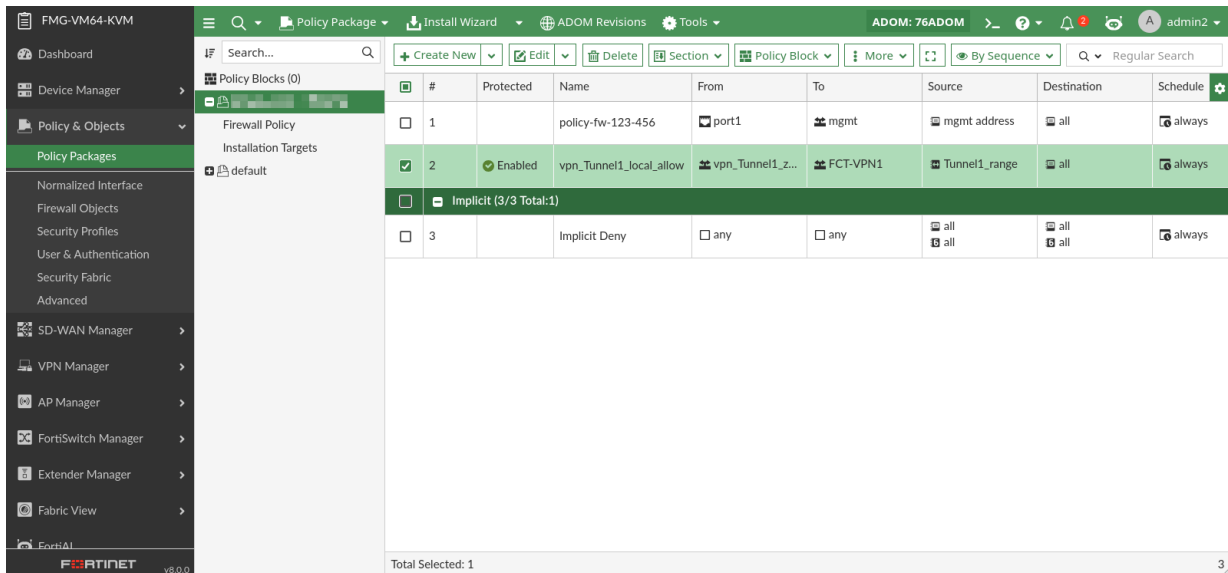 FMG-VM64-KVM
Policy Package
Install Wizard
ADOM Revisions
Tools
ADOM: 76ADOM
2
A
admin2
Dashboard
Device Manager
Policy & Objects
Policy Packages
Normalized Interface
Firewall Objects
Security Profiles
User & Authentication
Security Fabric
Advanced
SD-WAN Manager
VPN Manager
AP Manager
FortiSwitch Manager
Extender Manager
Fabric View
FortiAI
FORTINET v8.0.0
Search...
Policy Blocks (0)
Firewall Policy
Installation Targets
default
Create New Edit Delete Section Policy Block More By Sequence Regular Search
# Protected Name From To Source Destination Schedule
1 policy-fw-123-456 port1 mgmt mgmt address all always
2 Enabled vpn_Tunnel1_local_allow vpn_Tunnel1_z... FCT-VPN1 Tunnel1_range all always
Implicit (3/3 Total:1)
3 Implicit Deny any any all all always
all all
Total Selected: 1
3